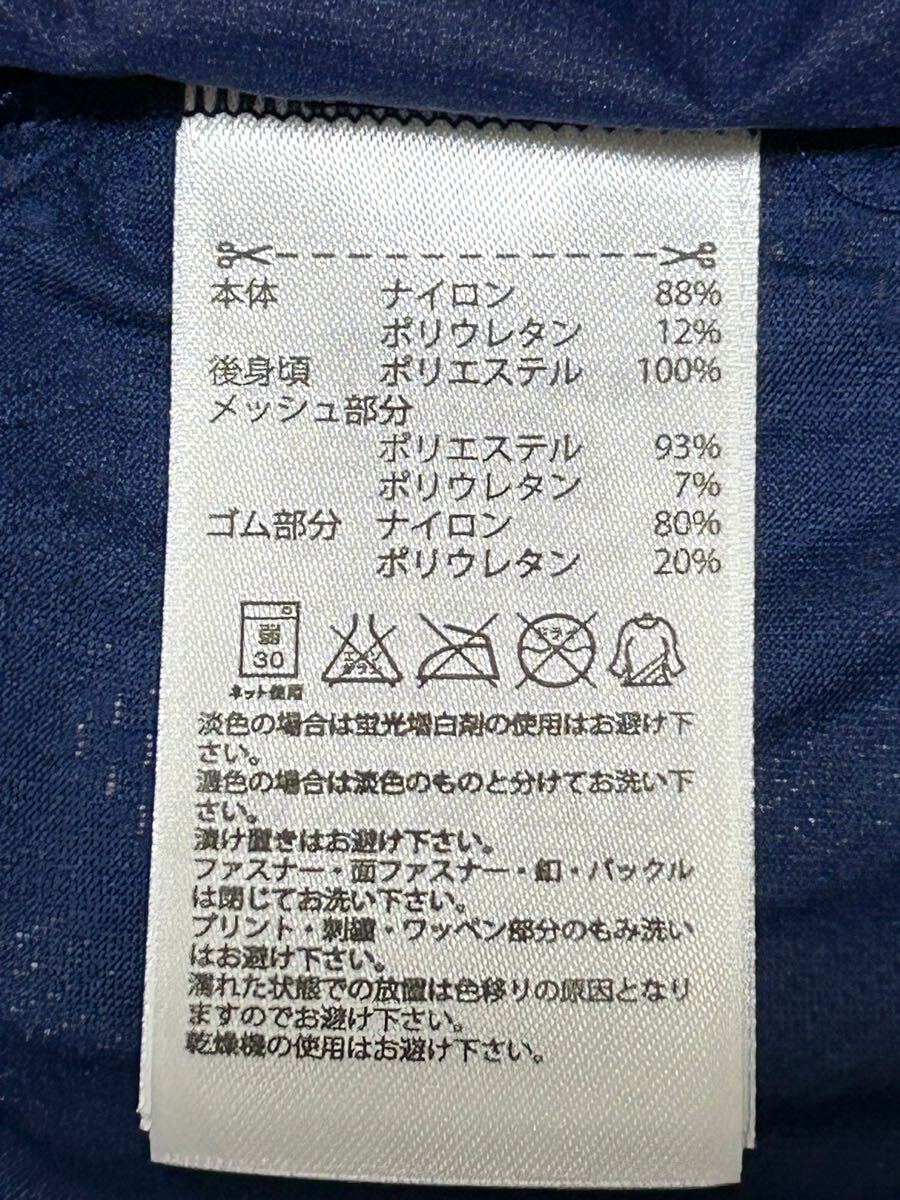 本体 ナイロン 88%
ポリウレタン 12%
後身頃 ポリエステル 100%
メッシュ部分
ポリエステル 93%
ポリウレタン 7%
ゴム部分 ナイロン 80%
ポリウレタン 20%
弱
30
ネット使用
エンソ
サラシ
ドライ
淡色の場合は蛍光増白剤の使用はお避け下
さい。
濃色の場合は淡色のものと分けてお洗い下
さい。
漬け置きはお避け下さい。
ファスナー・面ファスナー・釦・バックル
は閉じてお洗い下さい。
プリント・刺繍・ワッペン部分のもみ洗い
はお避け下さい。
濡れた状態での放置は色移りの原因となり
ますのでお避け下さい。
乾燥機の使用はお避け下さい。